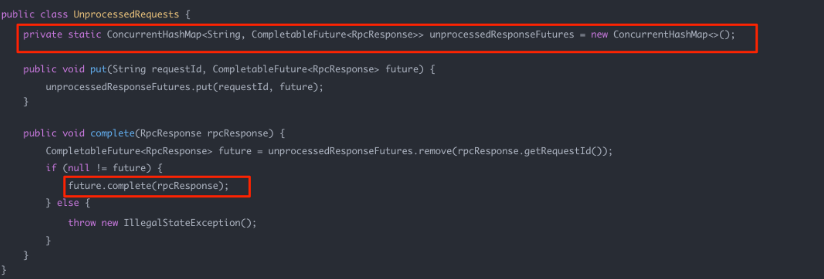 public class UnprocessedRequests {
    private static ConcurrentHashMap<String, CompletableFuture<RpcResponse>> unprocessedResponseFutures = new ConcurrentHashMap<>();
    public void put(String requestId, CompletableFuture<RpcResponse> future) {
        unprocessedResponseFutures.put(requestId, future);
    }
    public void complete(RpcResponse rpcResponse) {
        CompletableFuture<RpcResponse> future = unprocessedResponseFutures.remove(rpcResponse.getRequestId());
        if (null != future) {
            future.complete(rpcResponse);
        } else {
            throw new IllegalStateException();
        }
    }
}